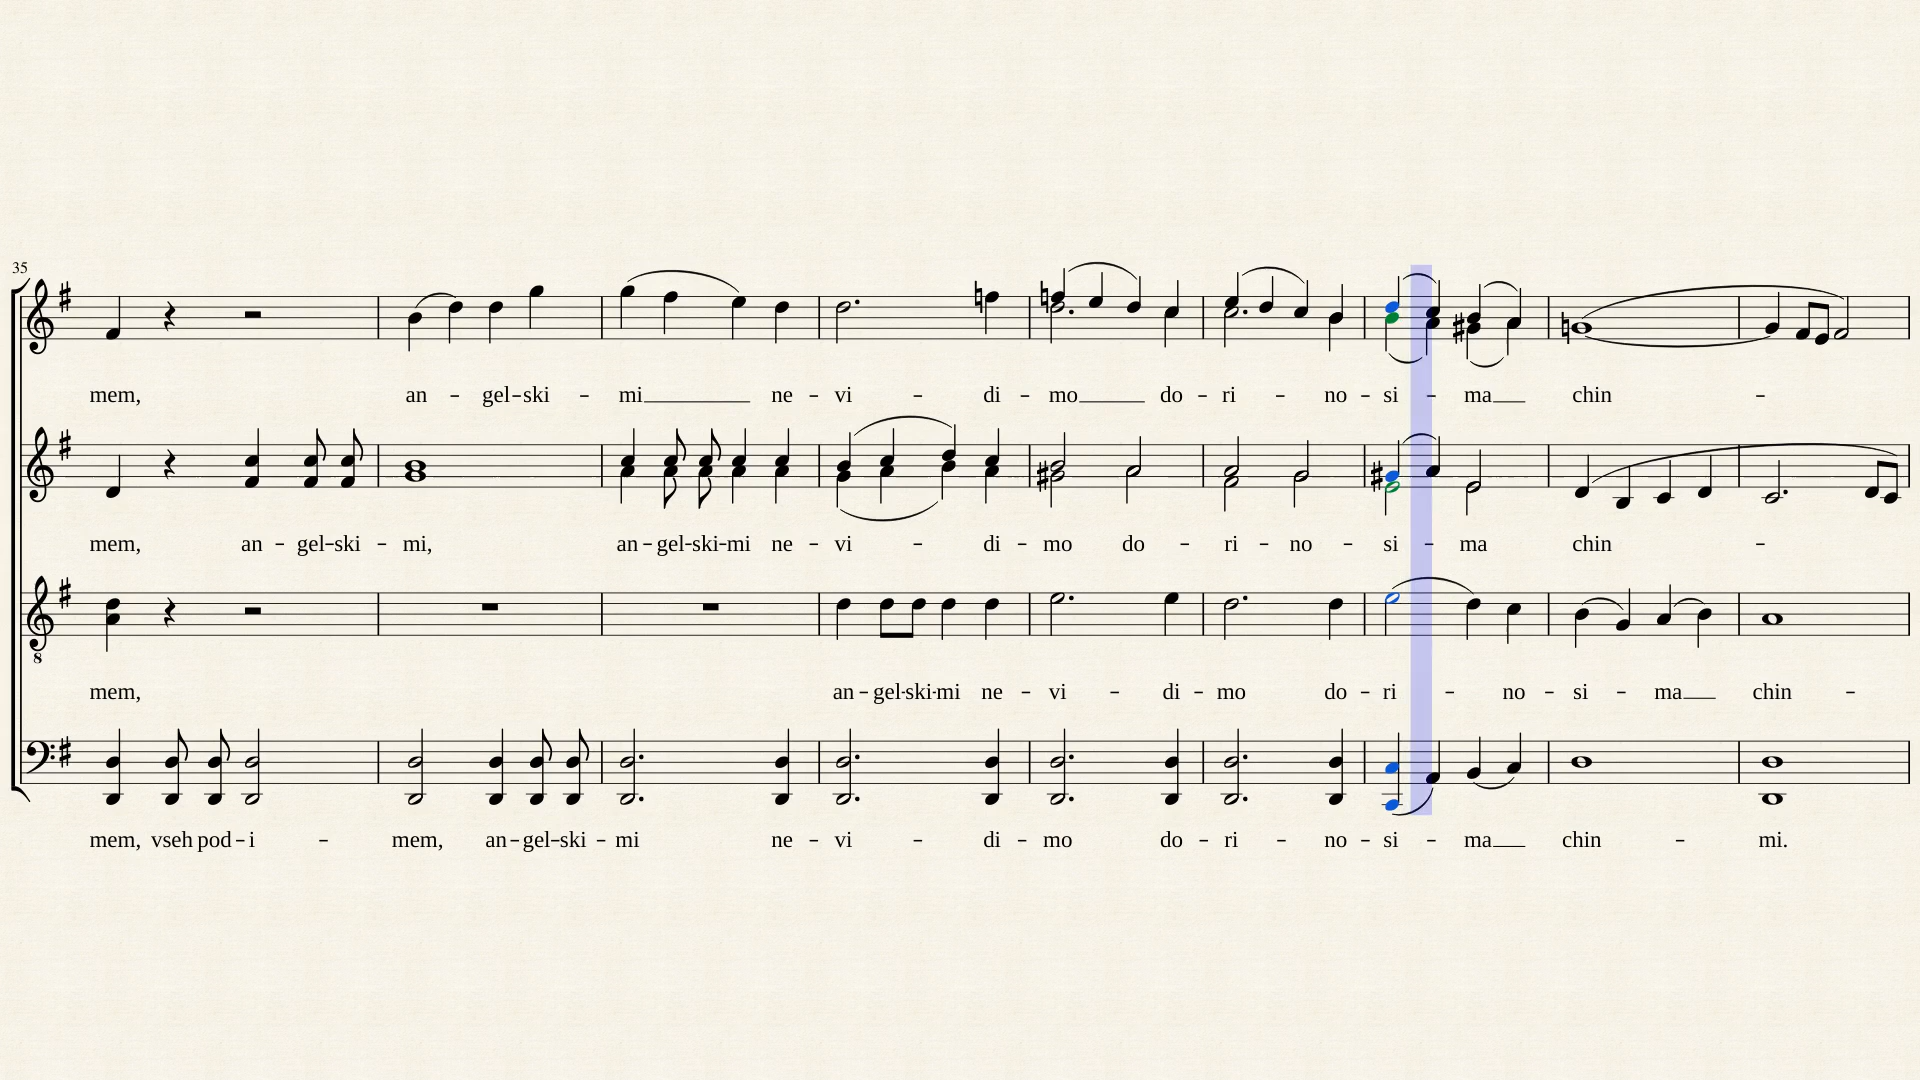 35
mem, an - gel - ski - mi ne - vi - di - mo do - ri - no - si - ma chin -
mem, an - gel - ski - mi, an - gel - ski - mi ne - vi - di - mo do - ri - no - si - ma chin -
8
mem, an - gel - ski - mi ne - vi - di - mo do - ri - no - si - ma chin -
mem, vseh pod - i - mem, an - gel - ski - mi ne - vi - di - mo do - ri - no - si - ma chin - mi.